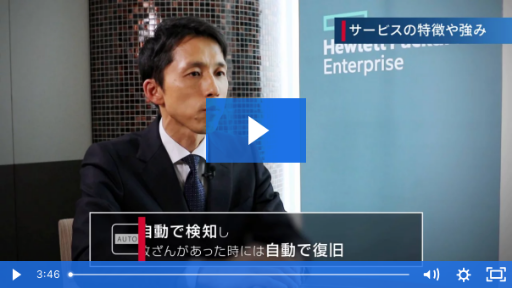 サービスの特徴や強み
Hewlett Pack
Enterprise
自動で検知し
AUTO
ざんがあった時には自動で復旧
3:46